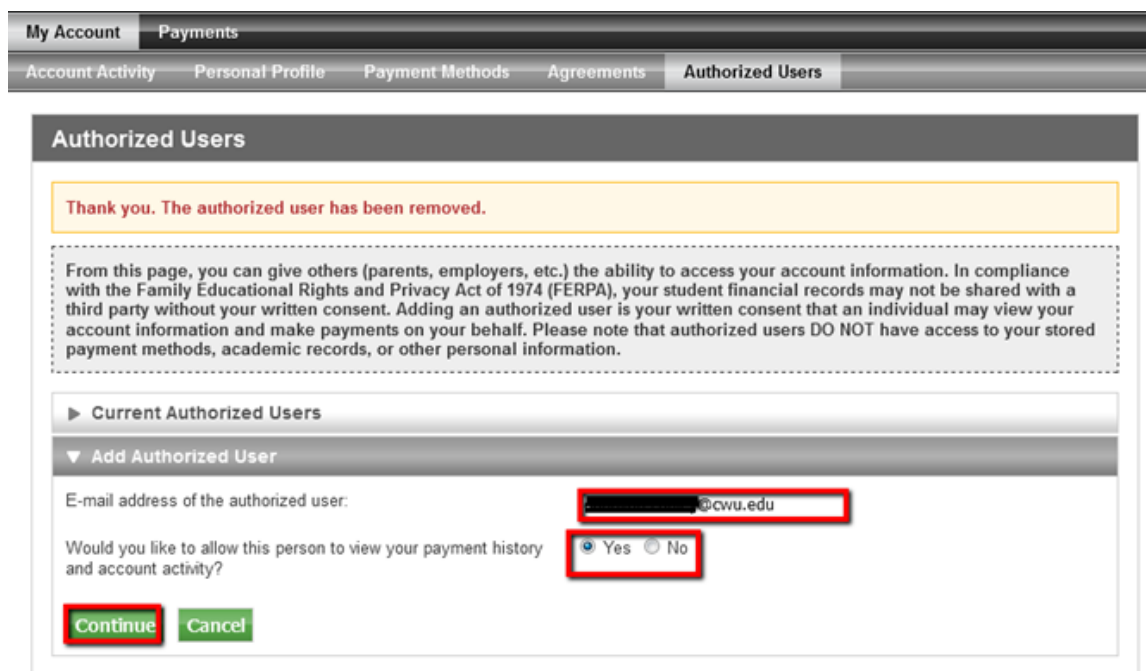 My Account Payments
Account Activity Personal Profile Payment Methods Agreements Authorized Users
Authorized Users
Thank you. The authorized user has been removed.
From this page, you can give others (parents, employers, etc.) the ability to access your account information. In compliance
with the Family Educational Rights and Privacy Act of 1974 (FERPA), your student financial records may not be shared with a
third party without your written consent. Adding an authorized user is your written consent that an individual may view your
account information and make payments on your behalf. Please note that authorized users DO NOT have access to your stored
payment methods, academic records, or other personal information.
Current Authorized Users
Add Authorized User
E-mail address of the authorized user: @cwu.edu
Would you like to allow this person to view your payment history Yes No
and account activity?
Continue Cancel